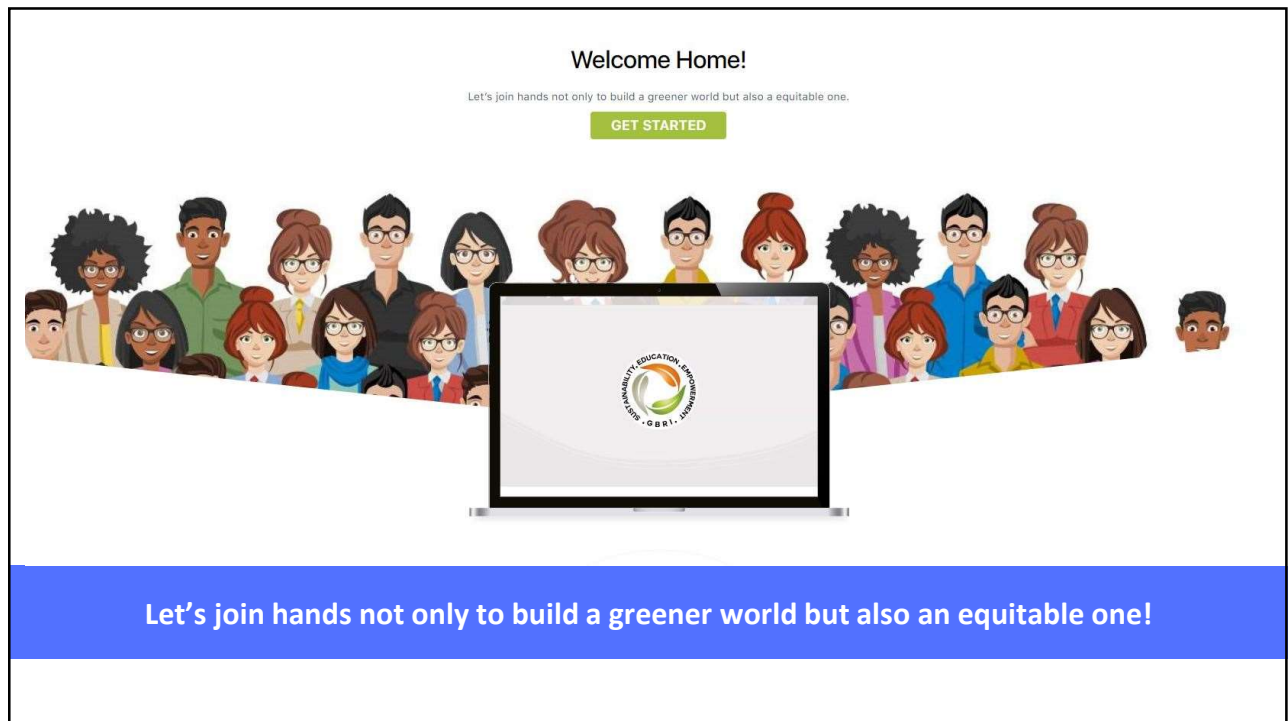 Welcome Home!
Let's join hands not only to build a greener world but also a equitable one.
GET STARTED
SUSTAINABILITY . EDUCATION . EMPOWERMENT
. GBRI .
Let’s join hands not only to build a greener world but also an equitable one!